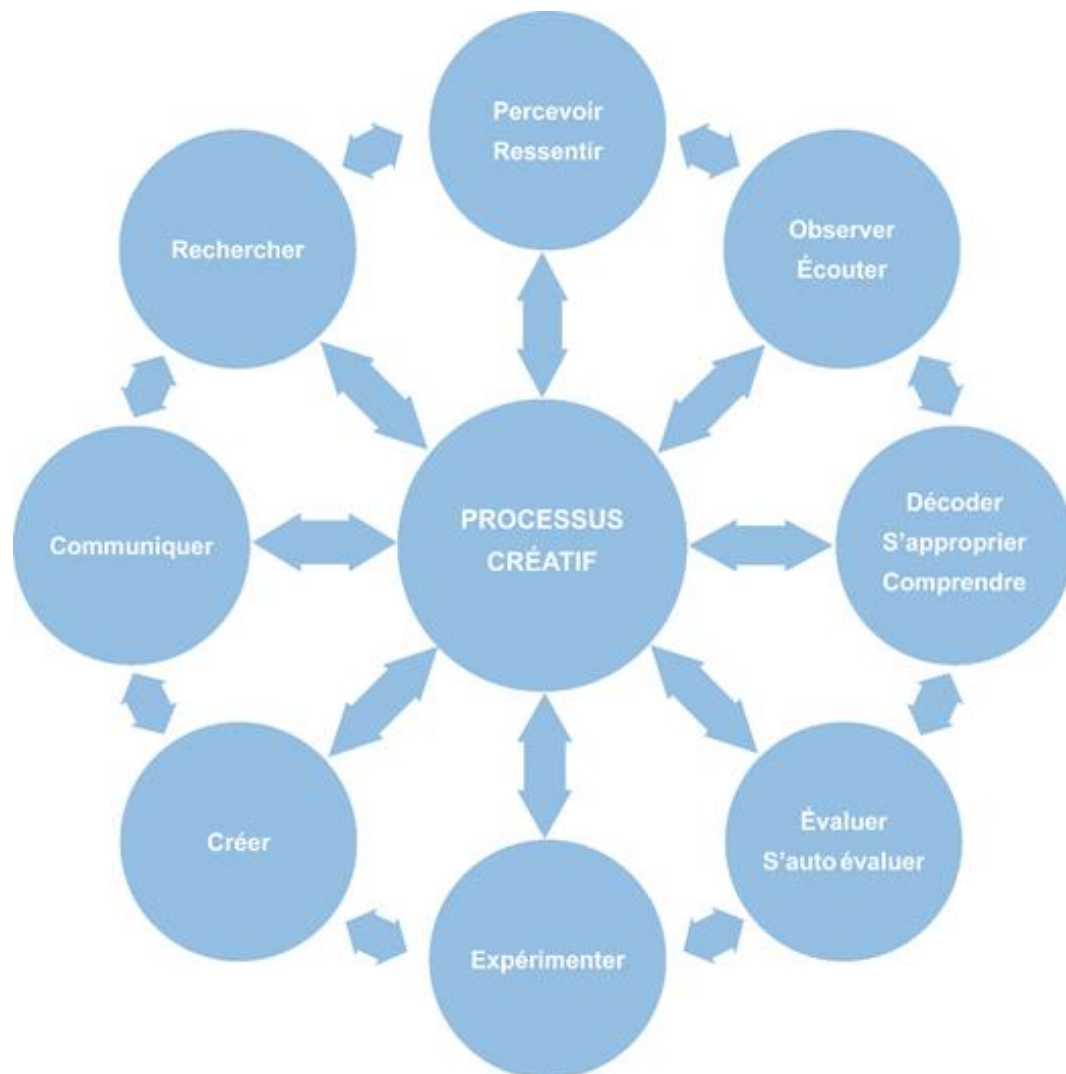 Percevoir
Ressentir
Observer
Écouter
Décoder
S'approprier
Comprendre
Évaluer
S'auto évaluer
Expérimenter
Créer
Communiquer
Rechercher
PROCESSUS
CRÉATIF